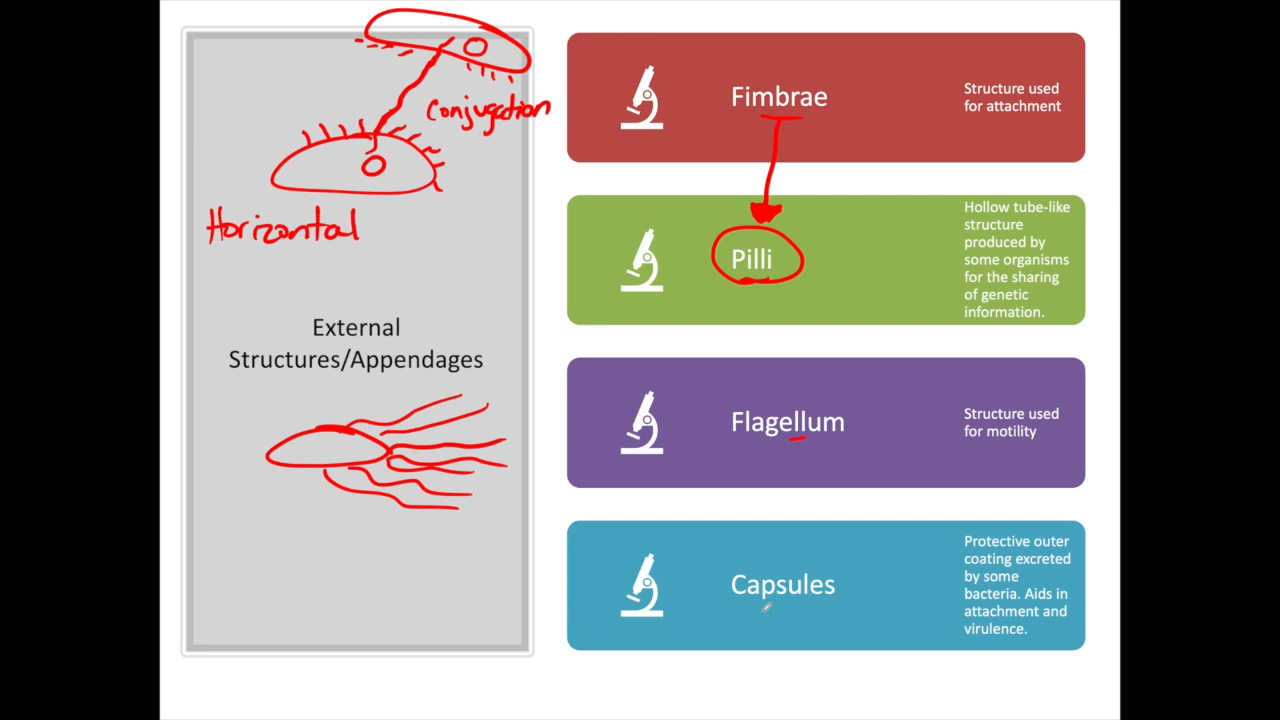 Conjugation
Horizontal
External
Structures/Appendages
Fimbrae
Structure used
for attachment
Pilli
Hollow tube-like
structure
produced by
some organisms
for the sharing
of genetic
information.
Flagellum
Structure used
for motility
Capsules
Protective outer
coating excreted
by some
bacteria. Aids in
attachment and
virulence.